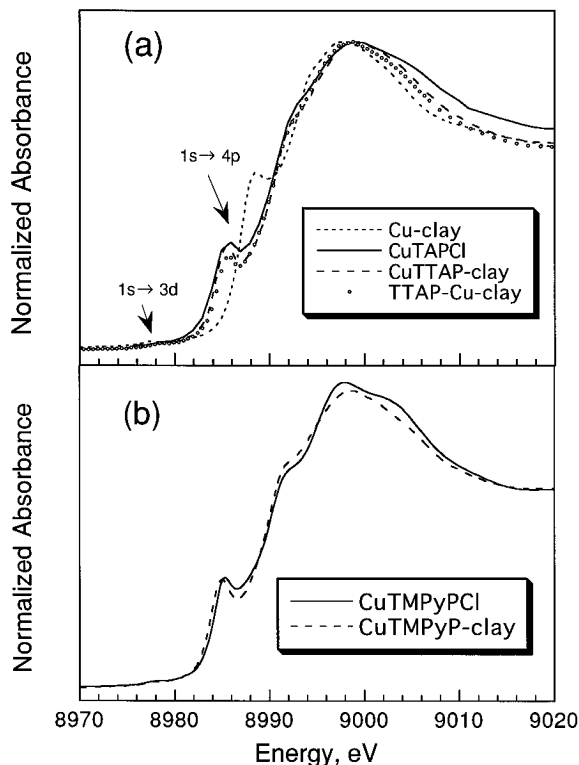 (a)
Normalized Absorbance
1s→ 4p
1s→ 3d
Cu-clay
CuTAPCl
CuTTAP-clay
TTAP-Cu-clay
(b)
Normalized Absorbance
CuTMPyPCl
CuTMPyP-clay
8970 8980 8990 9000 9010 9020
Energy, eV